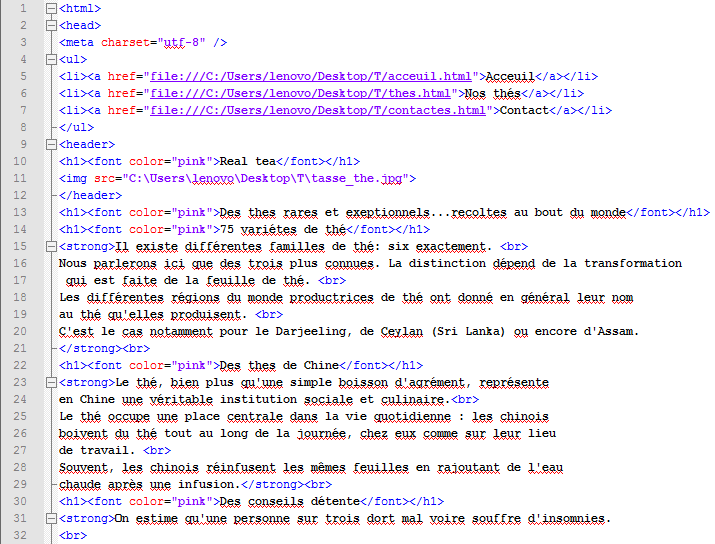 1 <html>
2 <head>
3 <meta charset="utf-8" />
4 <ul>
5 <li><a href="file:///C:/Users/lenovo/Desktop/T/acceuil.html">Acceuil</a></li>
6 <li><a href="file:///C:/Users/lenovo/Desktop/T/thes.html">Nos thés</a></li>
7 <li><a href="file:///C:/Users/lenovo/Desktop/T/contactes.html">Contact</a></li>
8 </ul>
9 <header>
10 <h1><font color="pink">Real tea</font></h1>
11 <img src="C:\Users\lenovo\Desktop\T\tasse_the.jpg">
12 </header>
13 <h1><font color="pink">Des thes rares et exeptionnels...recoltes au bout du monde</font></h1>
14 <h1><font color="pink">75 variétes de thé</font></h1>
15 <strong>Il existe différentes familles de thé: six exactement. <br>
16 Nous parlerons ici que des trois plus connues. La distinction dépend de la transformation
17 qui est faite de la feuille de thé. <br>
18 Les différentes régions du monde productrices de thé ont donné en général leur nom
19 au thé qu'elles produisent. <br>
20 C'est le cas notamment pour le Darjeeling, de Ceylan (Sri Lanka) ou encore d'Assam.
21 </strong><br>
22 <h1><font color="pink">Des thes de Chine</font></h1>
23 <strong>Le thé, bien plus qu'une simple boisson d'agrément, représente
24 en Chine une véritable institution sociale et culinaire.<br>
25 Le thé occupe une place centrale dans la vie quotidienne : les chinois
26 boivent du thé tout au long de la journée, chez eux comme sur leur lieu
27 de travail. <br>
28 Souvent, les chinois réinfusent les mêmes feuilles en rajoutant de l'eau
29 chaude après une infusion.</strong><br>
30 <h1><font color="pink">Des conseils détente</font></h1>
31 <strong>On estime qu'une personne sur trois dort mal voire souffre d'insomnies.
32 <br>